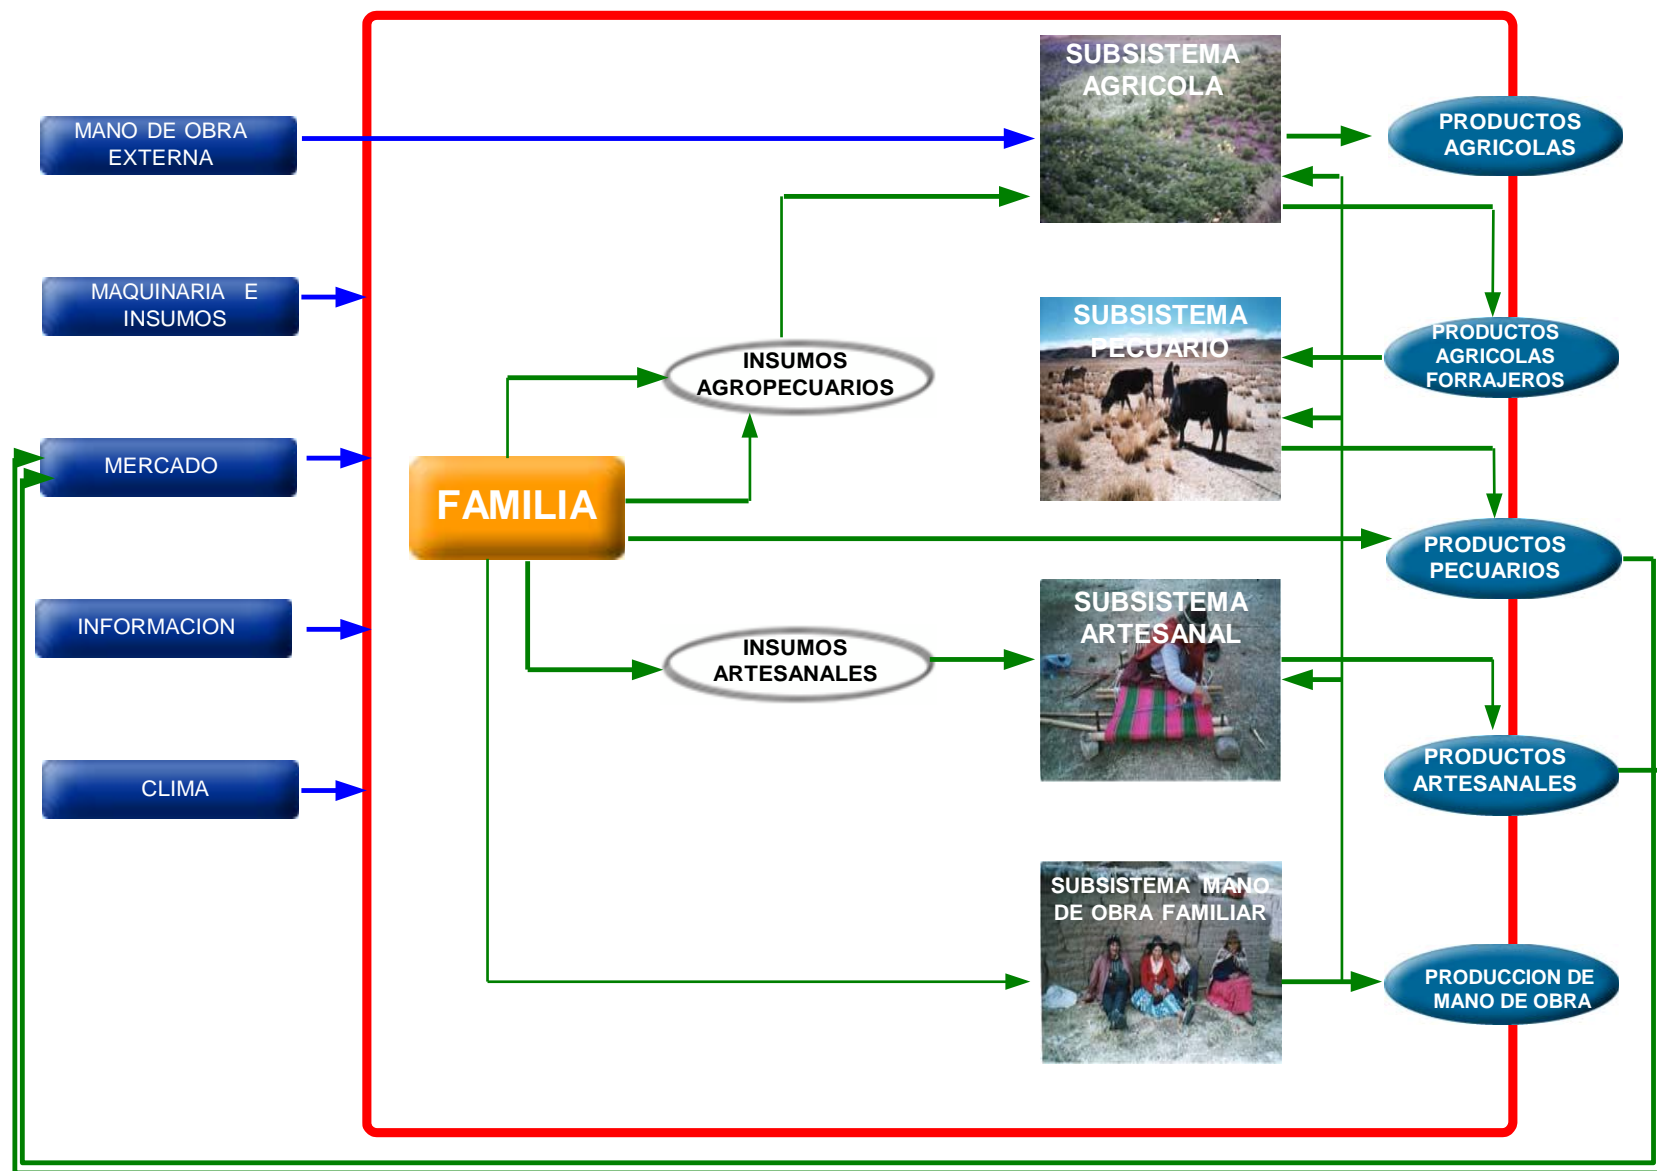 SUBSISTEMA
AGRICOLA
MANO DE OBRA
EXTERNA
PRODUCTOS
AGRICOLAS
MAQUINARIA E
INSUMOS
SUBSISTEMA
PECUARIO
PRODUCTOS
AGRICOLAS
FORRAJEROS
INSUMOS
AGROPECUARIOS
MERCADO
FAMILIA
PRODUCTOS
PECUARIOS
INFORMACION
INSUMOS
ARTESANALES
SUBSISTEMA
ARTESANAL
CLIMA
PRODUCTOS
ARTESANALES
SUBSISTEMA MANO
DE OBRA FAMILIAR
PRODUCCION DE
MANO DE OBRA